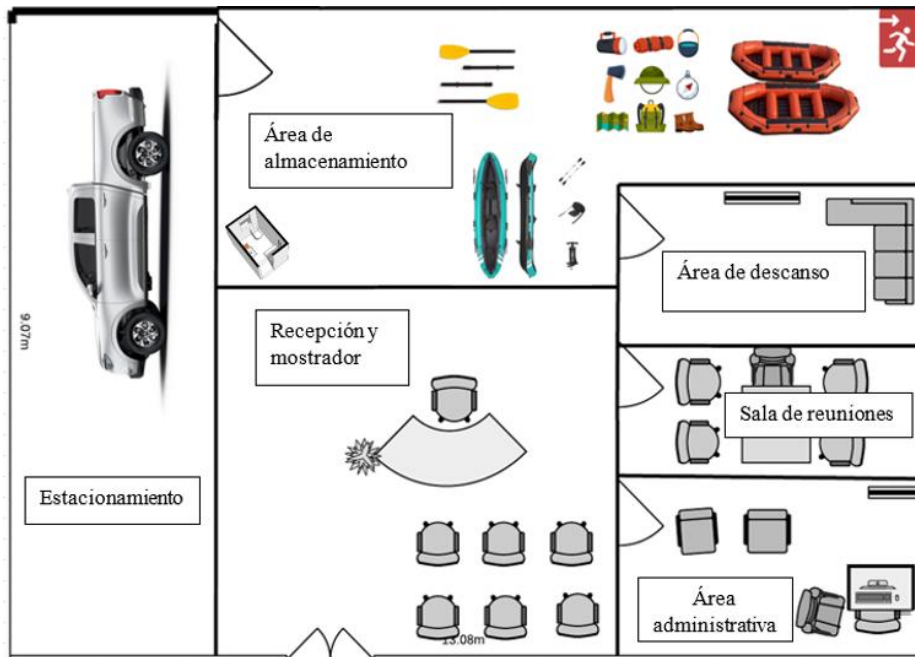 Área de
almacenamiento
Área de descanso
9.07m
Recepción y
mostrador
Sala de reuniones
Estacionamiento
Área
administrativa
13.08m